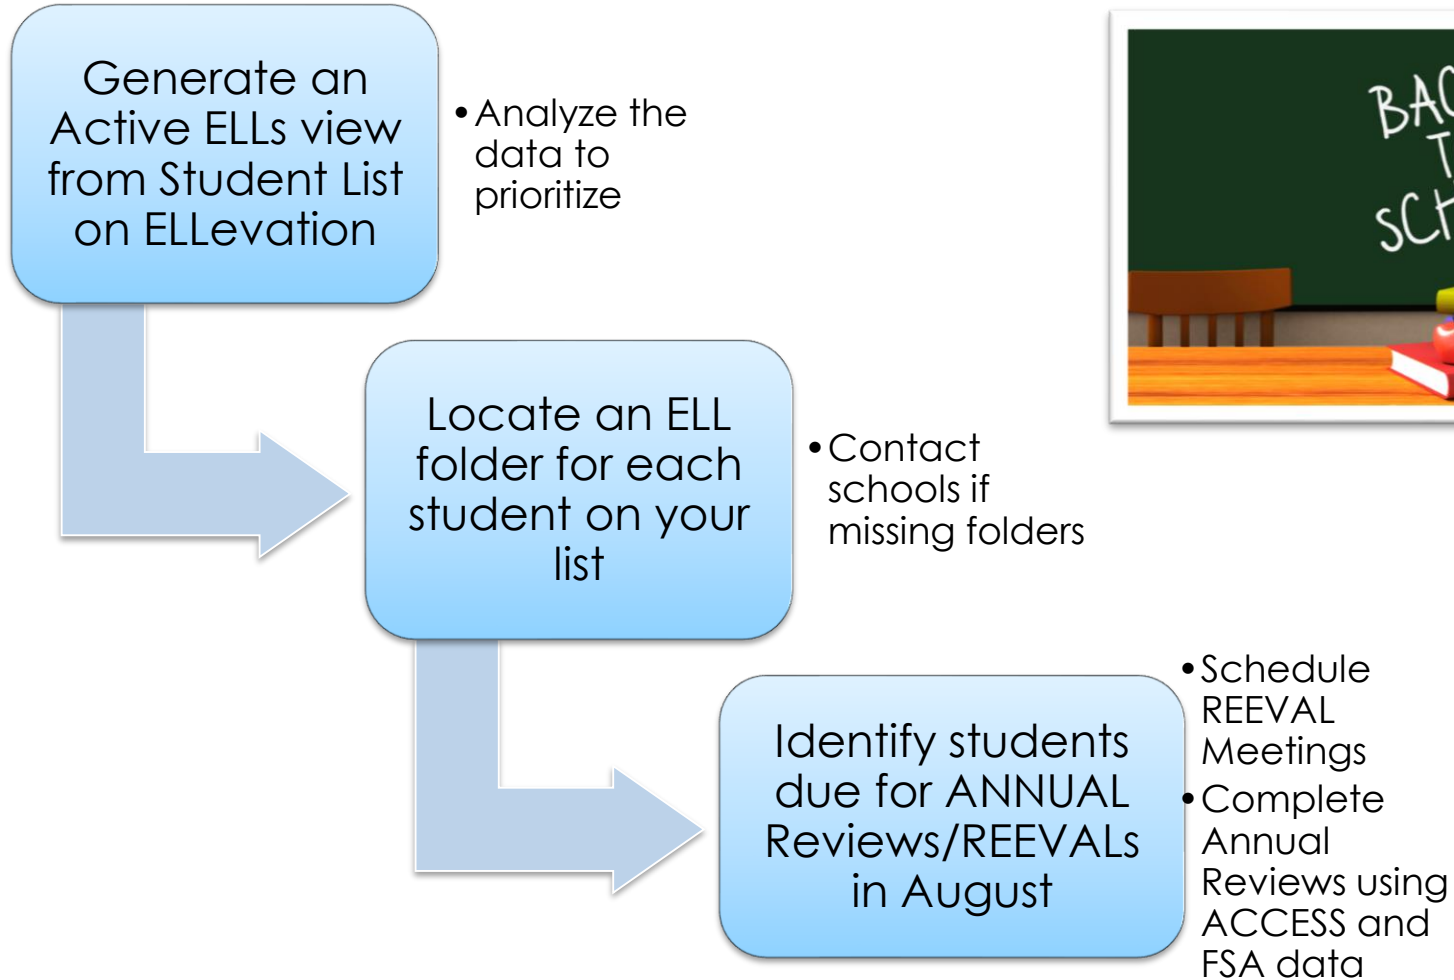 Generate an
Active ELLs view
from Student List
on ELLevation
•Analyze the
data to
prioritize
Locate an ELL
folder for each
student on your
list
•Contact
schools if
missing folders
Identify students
due for ANNUAL
Reviews/REEVALs
in August
•Schedule
REEVAL
Meetings
•Complete
Annual
Reviews using
ACCESS and
FSA data